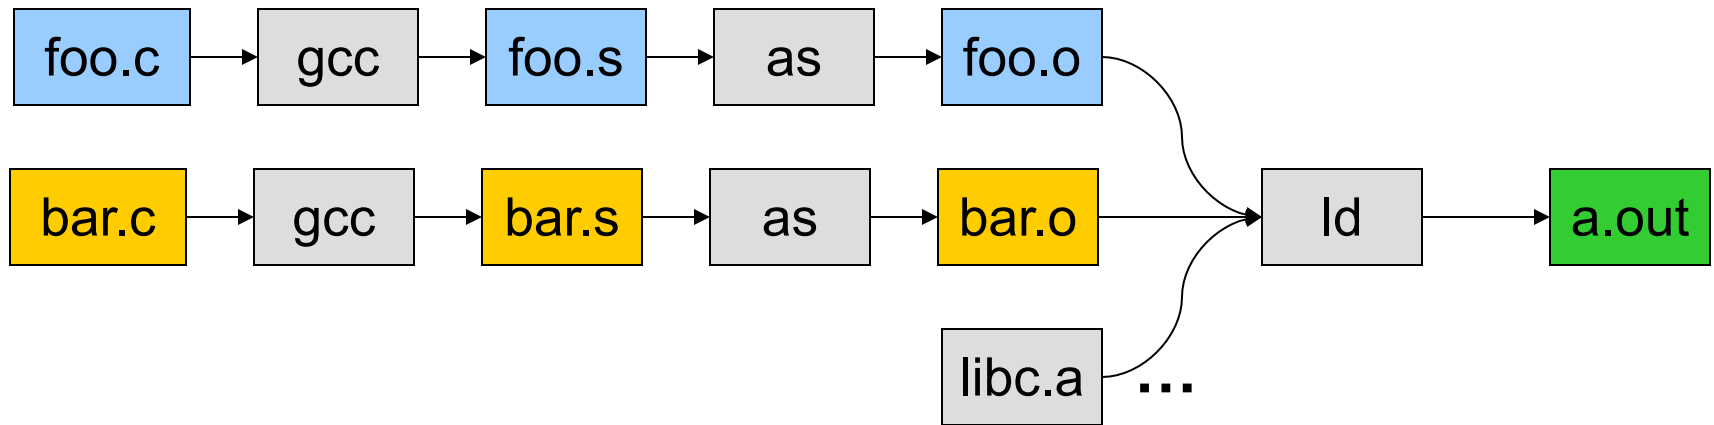 foo.c gcc foo.s as foo.o
bar.c gcc bar.s as bar.o ld a.out
libc.a ...